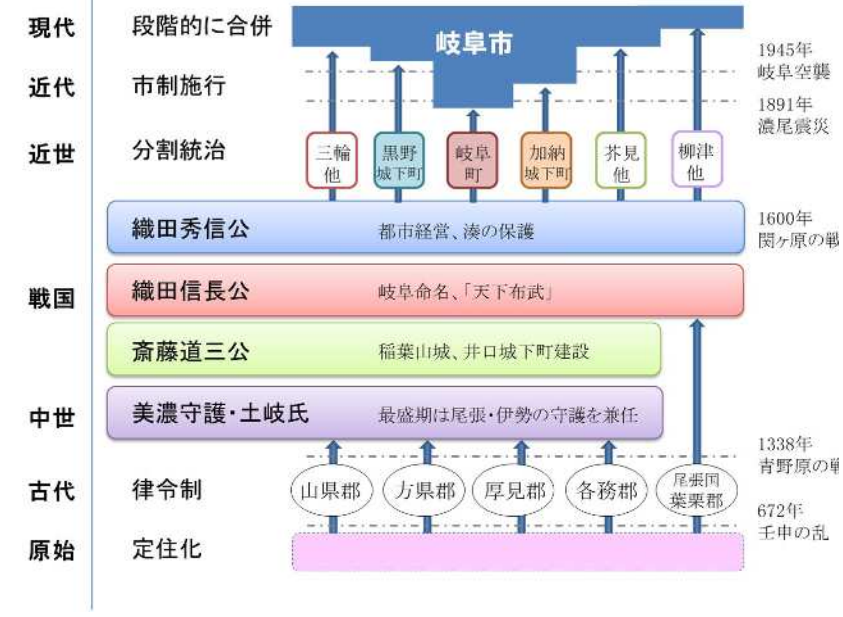 現代
段階的に合併
岐阜市
1945年
岐阜空襲
近代
市制施行
1891年
濃尾震災
近世
分割統治
三輪
他
黒野
城下町
岐阜
町
加納
城下町
芥見
他
柳津
他
織田秀信公
都市経営、湊の保護
1600年
関ヶ原の戦
戦国
織田信長公
岐阜命名、「天下布武」
斎藤道三公
稲葉山城、井口城下町建設
中世
美濃守護・土岐氏
最盛期は尾張・伊勢の守護を兼任
1338年
青野原の戦
古代
律令制
山県郡
方県郡
厚見郡
各務郡
尾張国
葉栗郡
672年
壬申の乱
原始
定住化